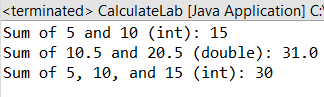 <terminated> CalculateLab [Java Application] C:
Sum of 5 and 10 (int): 15
Sum of 10.5 and 20.5 (double): 31.0
Sum of 5, 10, and 15 (int): 30